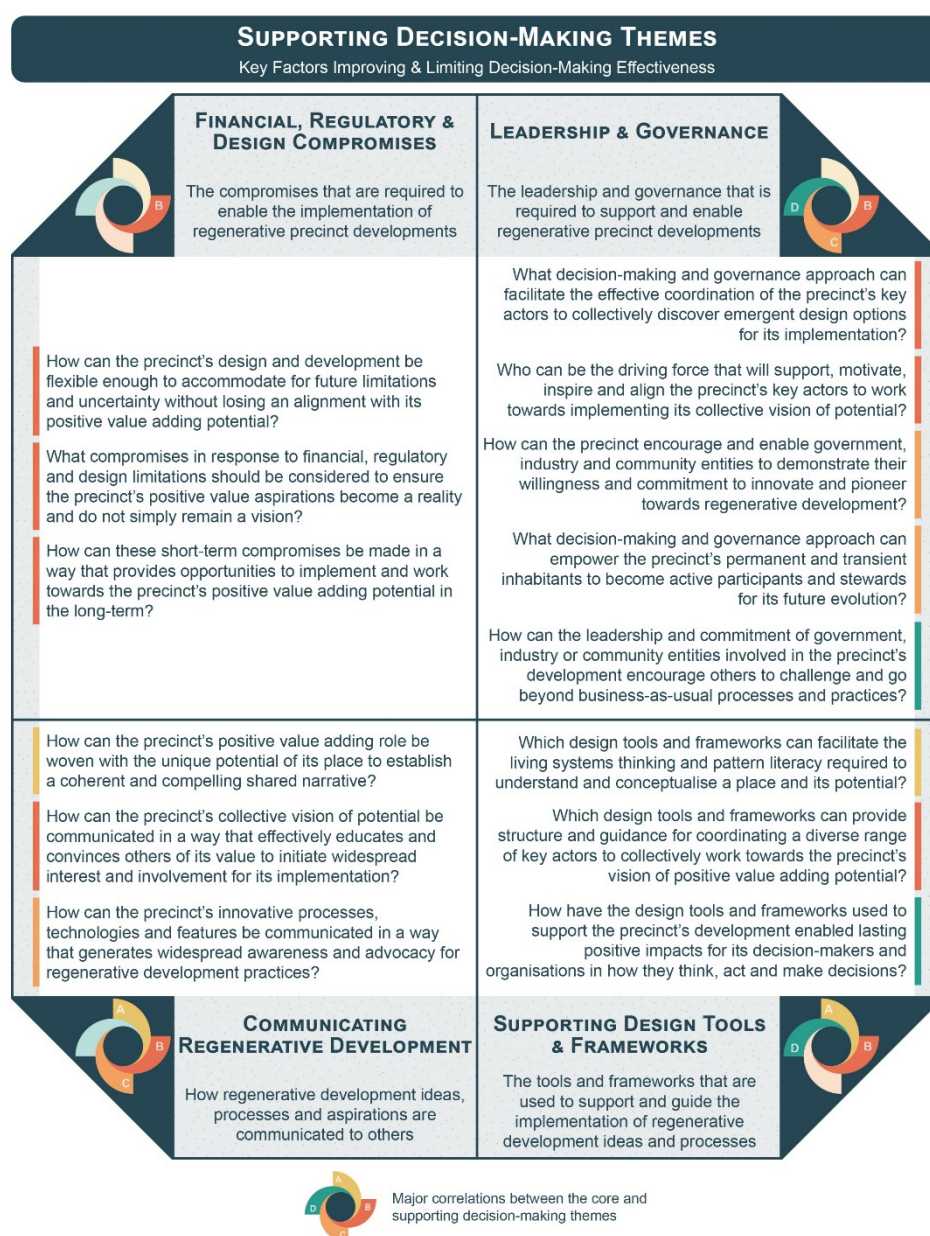 SUPPORTING DECISION-MAKING THEMES
Key Factors Improving & Limiting Decision-Making Effectiveness
FINANCIAL, REGULATORY &
DESIGN COMPROMISES
The compromises that are required to
enable the implementation of
regenerative precinct developments
B
LEADERSHIP & GOVERNANCE
The leadership and governance that is
required to support and enable
regenerative precinct developments
D
B
C
How can the precinct's design and development be
flexible enough to accommodate for future limitations
and uncertainty without losing an alignment with its
positive value adding potential?
What compromises in response to financial, regulatory
and design limitations should be considered to ensure
the precinct's positive value aspirations become a reality
and do not simply remain a vision?
How can these short-term compromises be made in a
way that provides opportunities to implement and work
towards the precinct's positive value adding potential in
the long-term?
What decision-making and governance approach can
facilitate the effective coordination of the precinct's key
actors to collectively discover emergent design options
for its implementation?
Who can be the driving force that will support, motivate,
inspire and align the precinct's key actors to work
towards implementing its collective vision of potential?
How can the precinct encourage and enable government,
industry and community entities to demonstrate their
willingness and commitment to innovate and pioneer
towards regenerative development?
What decision-making and governance approach can
empower the precinct's permanent and transient
inhabitants to become active participants and stewards
for its future evolution?
How can the leadership and commitment of government,
industry or community entities involved in the precinct's
development encourage others to challenge and go
beyond business-as-usual processes and practices?
How can the precinct's positive value adding role be
woven with the unique potential of its place to establish
a coherent and compelling shared narrative?
How can the precinct's collective vision of potential be
communicated in a way that effectively educates and
convinces others of its value to initiate widespread
interest and involvement for its implementation?
How can the precinct's innovative processes,
technologies and features be communicated in a way
that generates widespread awareness and advocacy for
regenerative development practices?
Which design tools and frameworks can facilitate the
living systems thinking and pattern literacy required to
understand and conceptualise a place and its potential?
Which design tools and frameworks can provide
structure and guidance for coordinating a diverse range
of key actors to collectively work towards the precinct's
vision of positive value adding potential?
How have the design tools and frameworks used to
support the precinct's development enabled lasting
positive impacts for its decision-makers and
organisations in how they think, act and make decisions?
A
B
C
COMMUNICATING
REGENERATIVE DEVELOPMENT
How regenerative development ideas,
processes and aspirations are
communicated to others
SUPPORTING DESIGN TOOLS
& FRAMEWORKS
The tools and frameworks that are
used to support and guide the
implementation of regenerative
development ideas and processes
A
D
B
A
D
B
C
Major correlations between the core and
supporting decision-making themes